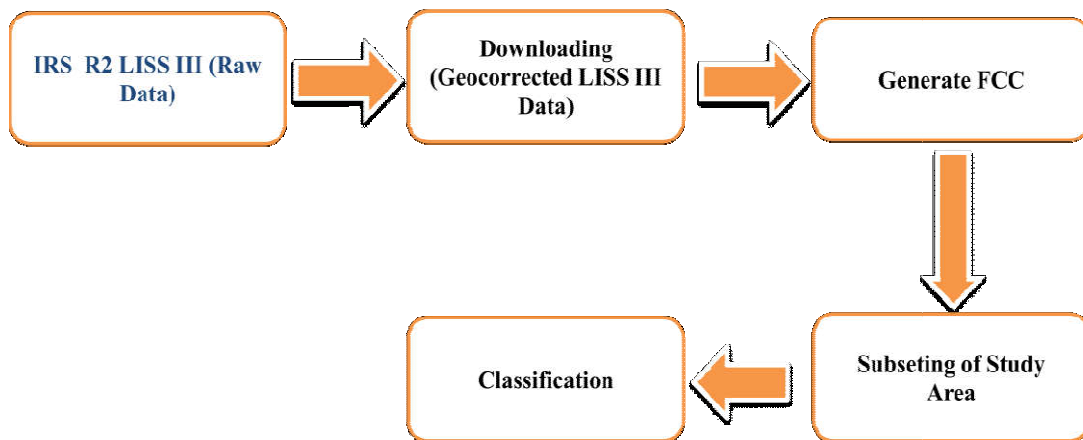 IRS R2 LISS III (Raw
Data)
Downloading
(Geocorrected LISS III
Data)
Generate FCC
Subseting of Study
Area
Classification